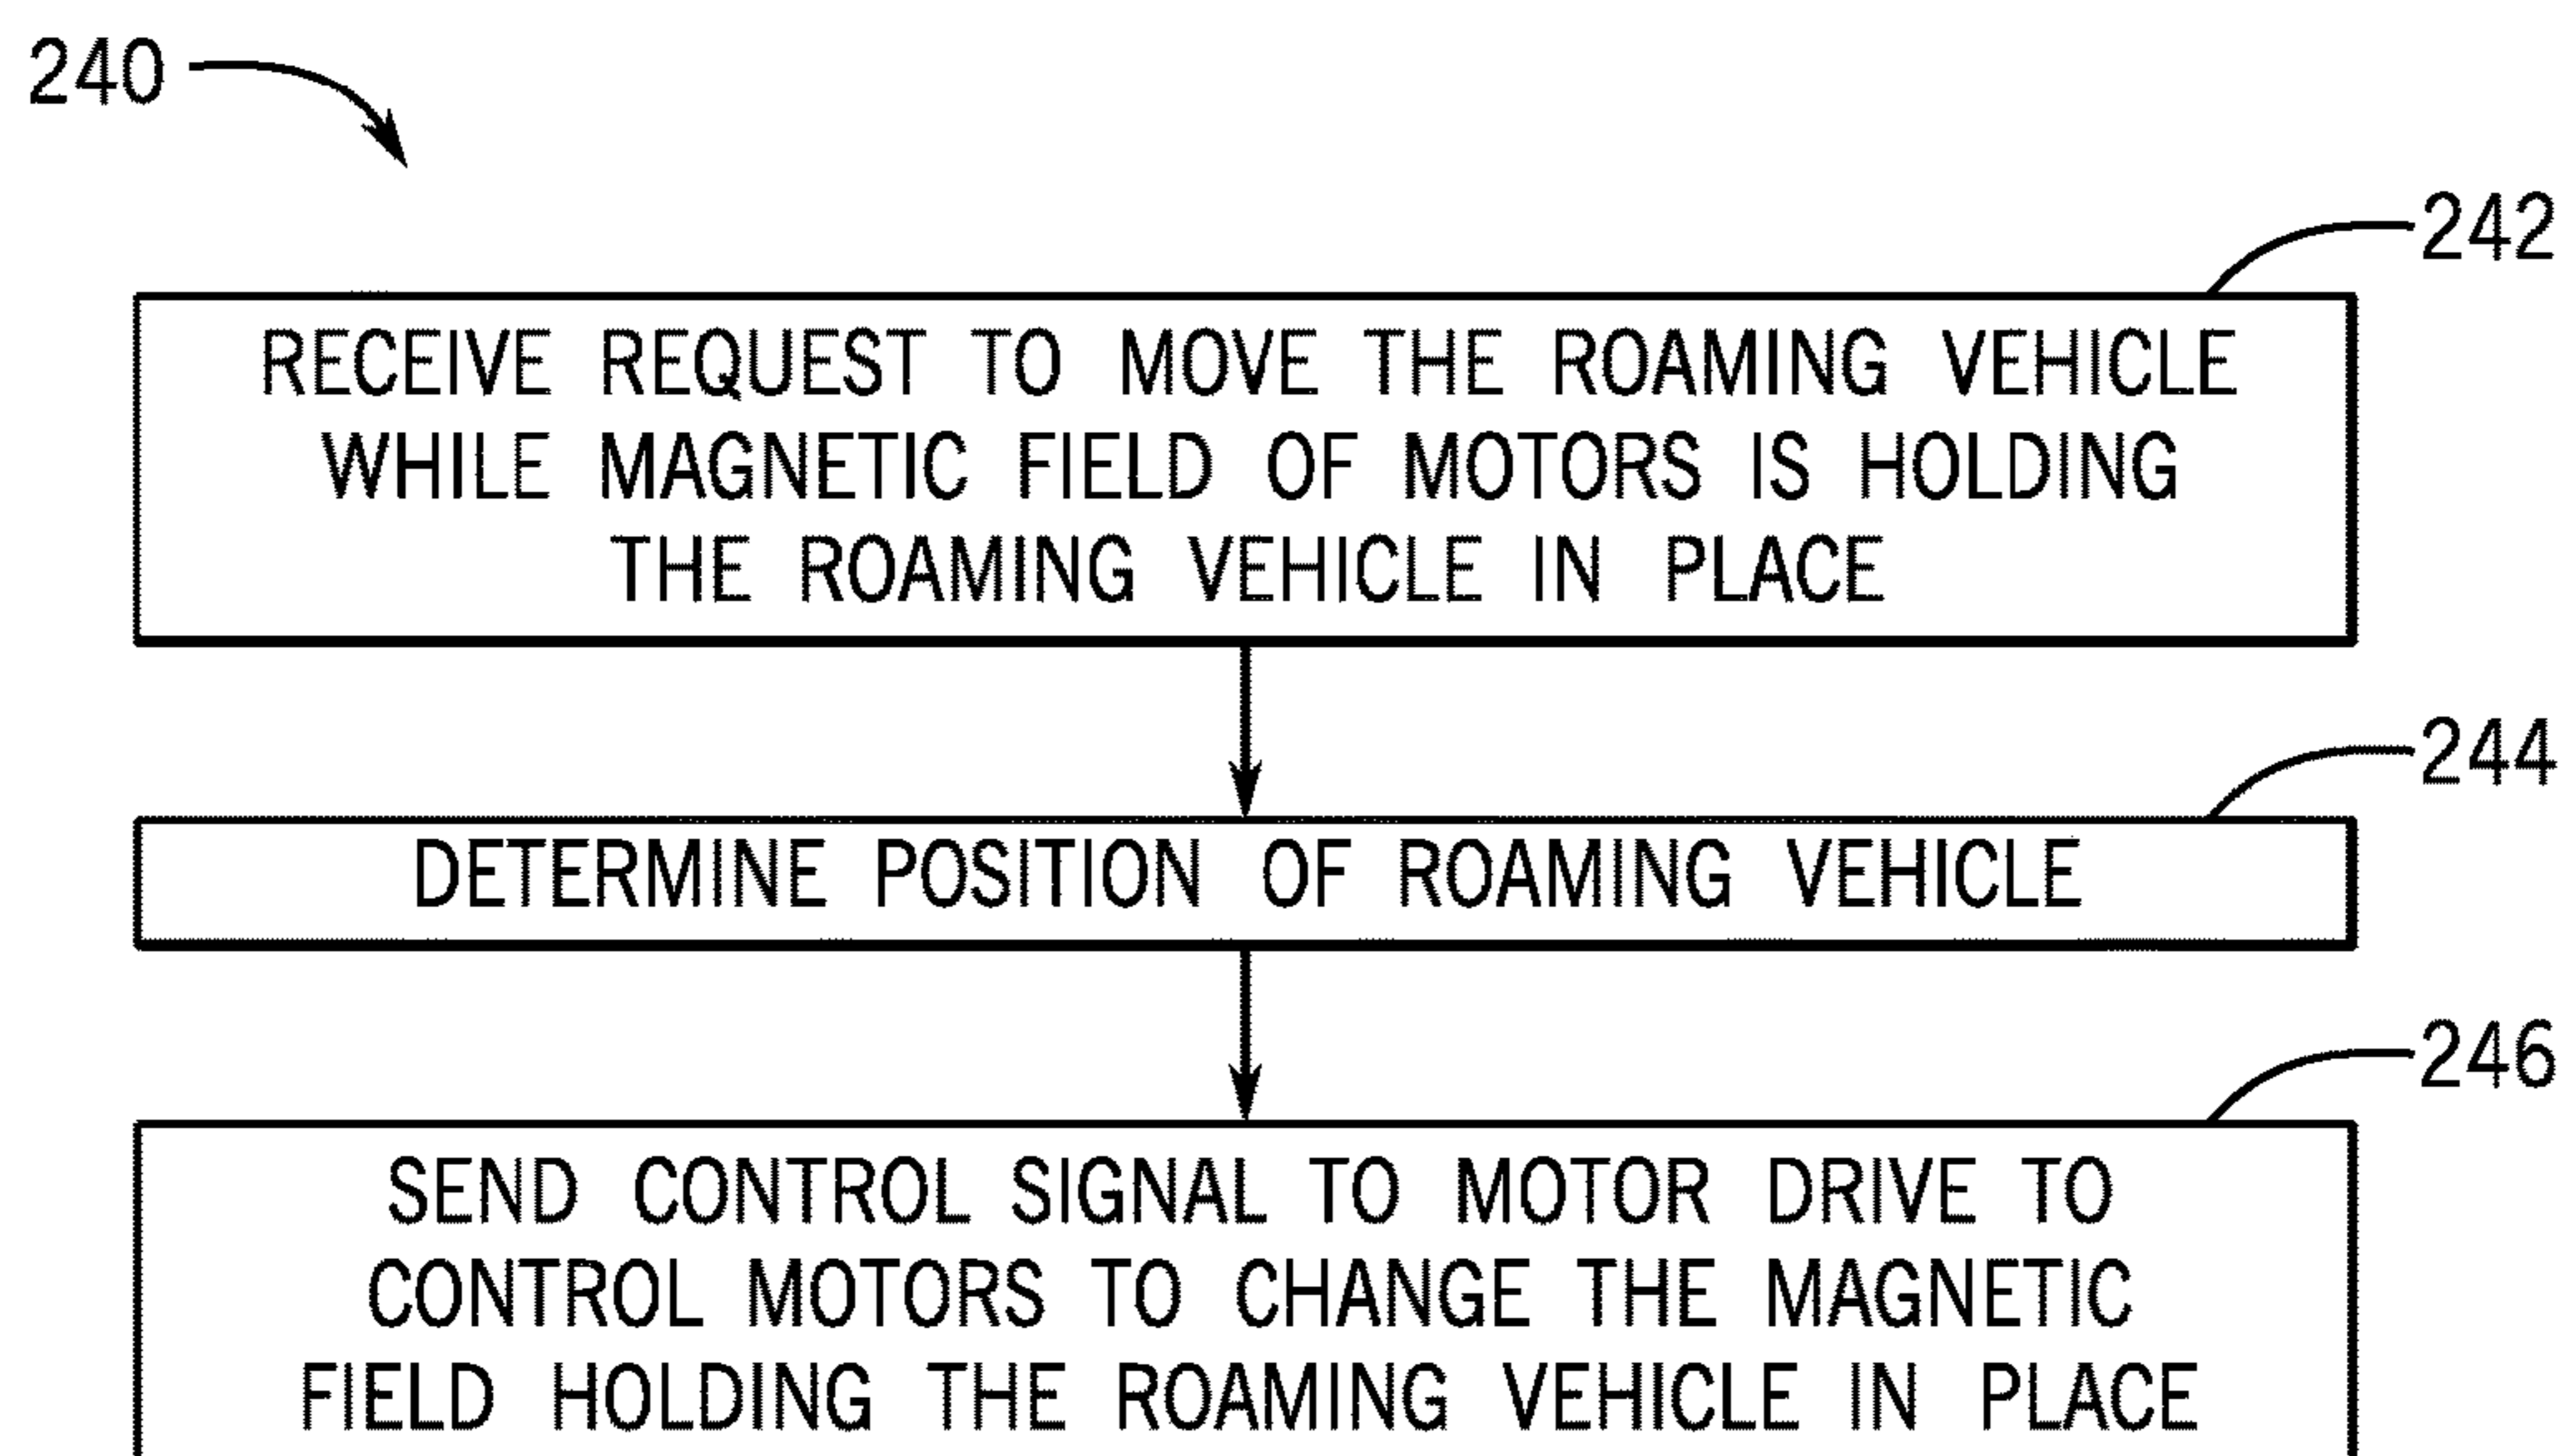 240
242
RECEIVE REQUEST TO MOVE THE ROAMING VEHICLE
WHILE MAGNETIC FIELD OF MOTORS IS HOLDING
THE ROAMING VEHICLE IN PLACE
244
DETERMINE POSITION OF ROAMING VEHICLE
246
SEND CONTROL SIGNAL TO MOTOR DRIVE TO
CONTROL MOTORS TO CHANGE THE MAGNETIC
FIELD HOLDING THE ROAMING VEHICLE IN PLACE